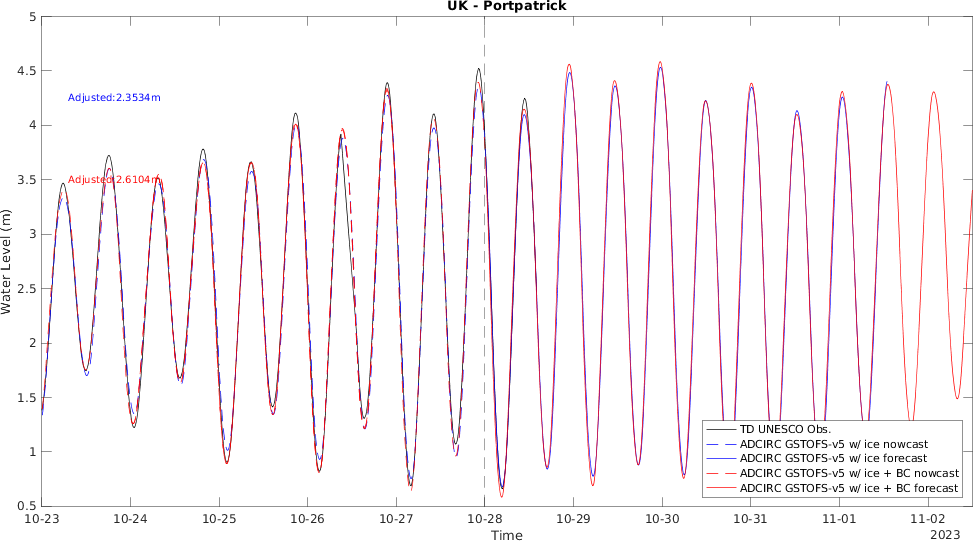 UK - Portpatrick
5
4.5
4
3.5
3
2.5
2
1.5
1
0.5
Water Level (m)
Adjusted:2.3534m
Adjusted:2.6104m
TD UNESCO Obs.
ADCIRC GSTOFS-v5 w/ ice nowcast
ADCIRC GSTOFS-v5 w/ ice forecast
ADCIRC GSTOFS-v5 w/ ice + BC nowcast
ADCIRC GSTOFS-v5 w/ ice + BC forecast
10-23 10-24 10-25 10-26 10-27 10-28 10-29 10-30 10-31 11-01 11-02
Time
2023